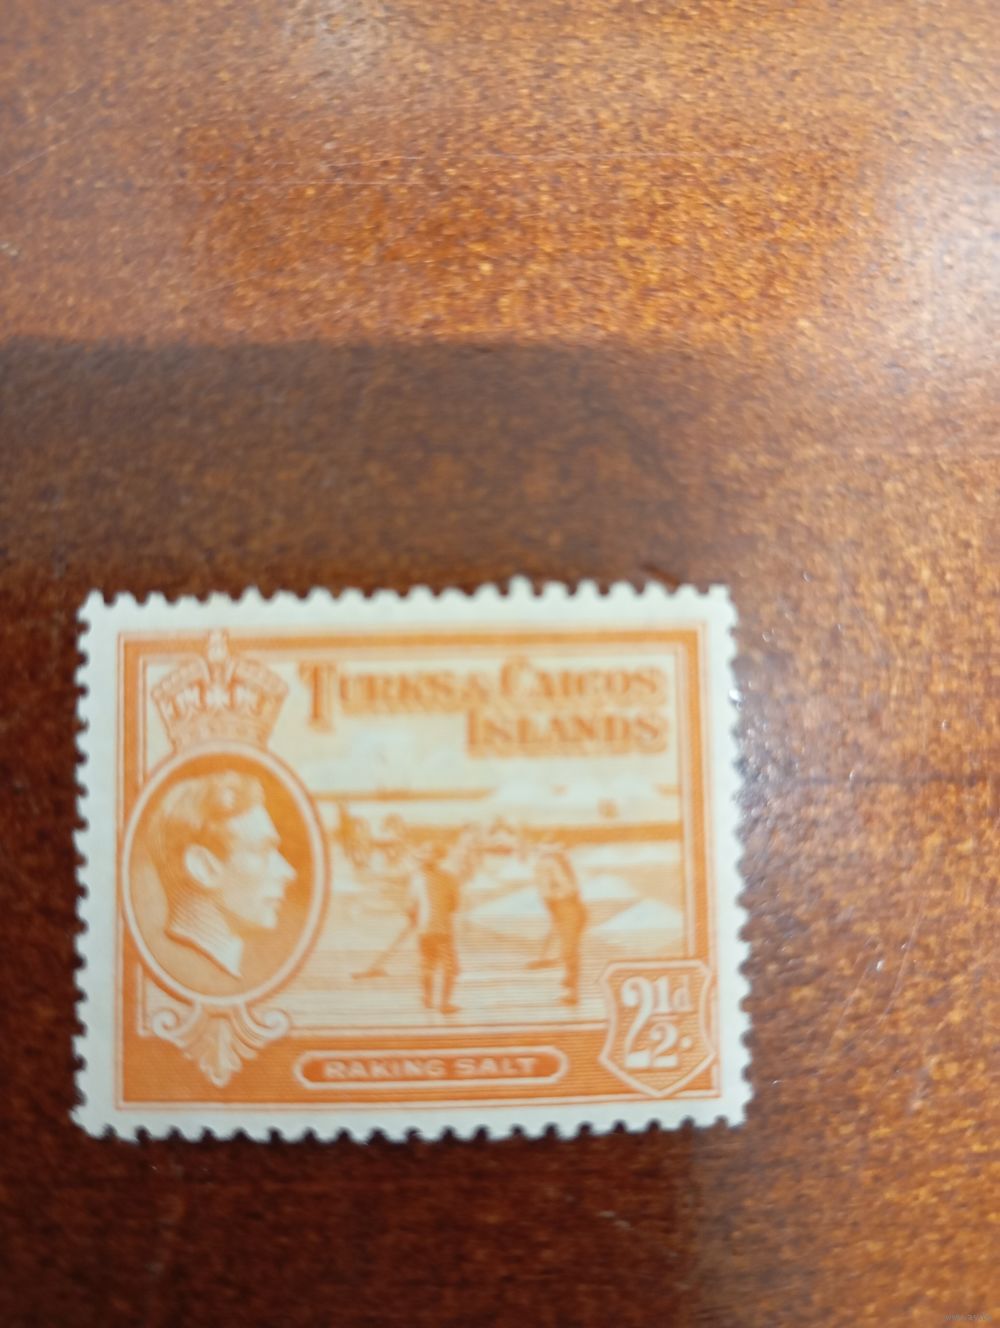 TURKS & CAICOS
ISLANDS
2½d.
RAKING SALT